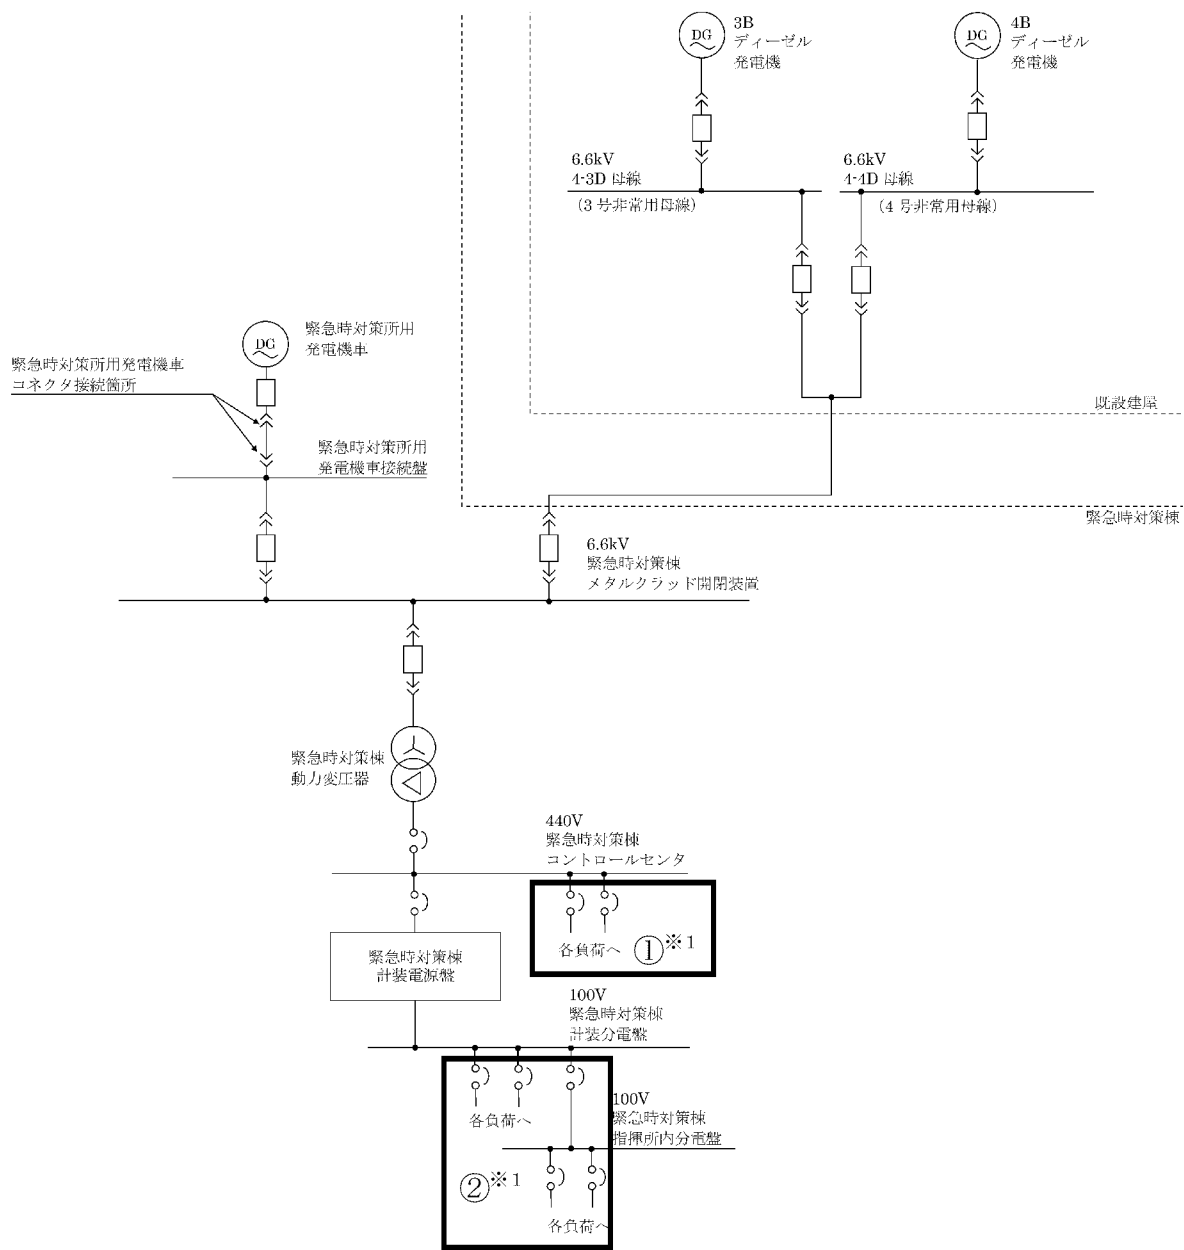 DG
3B
ディーゼル
発電機
DG
4B
ディーゼル
発電機
6.6kV
4-3D 母線
(3 号非常用母線)
6.6kV
4-4D 母線
(4 号非常用母線)
DG
緊急時対策所用
発電機車
緊急時対策所用発電機車
コネクタ接続箇所
既設建屋
緊急時対策所用
発電機車接続盤
緊急時対策棟
6.6kV
緊急時対策棟
メタルクラッド開閉装置
緊急時対策棟
動力変圧器
440V
緊急時対策棟
コントロールセンタ
各負荷へ ①※1
緊急時対策棟
計装電源盤
100V
緊急時対策棟
計装分電盤
各負荷へ
100V
緊急時対策棟
指揮所内分電盤
②※1
各負荷へ